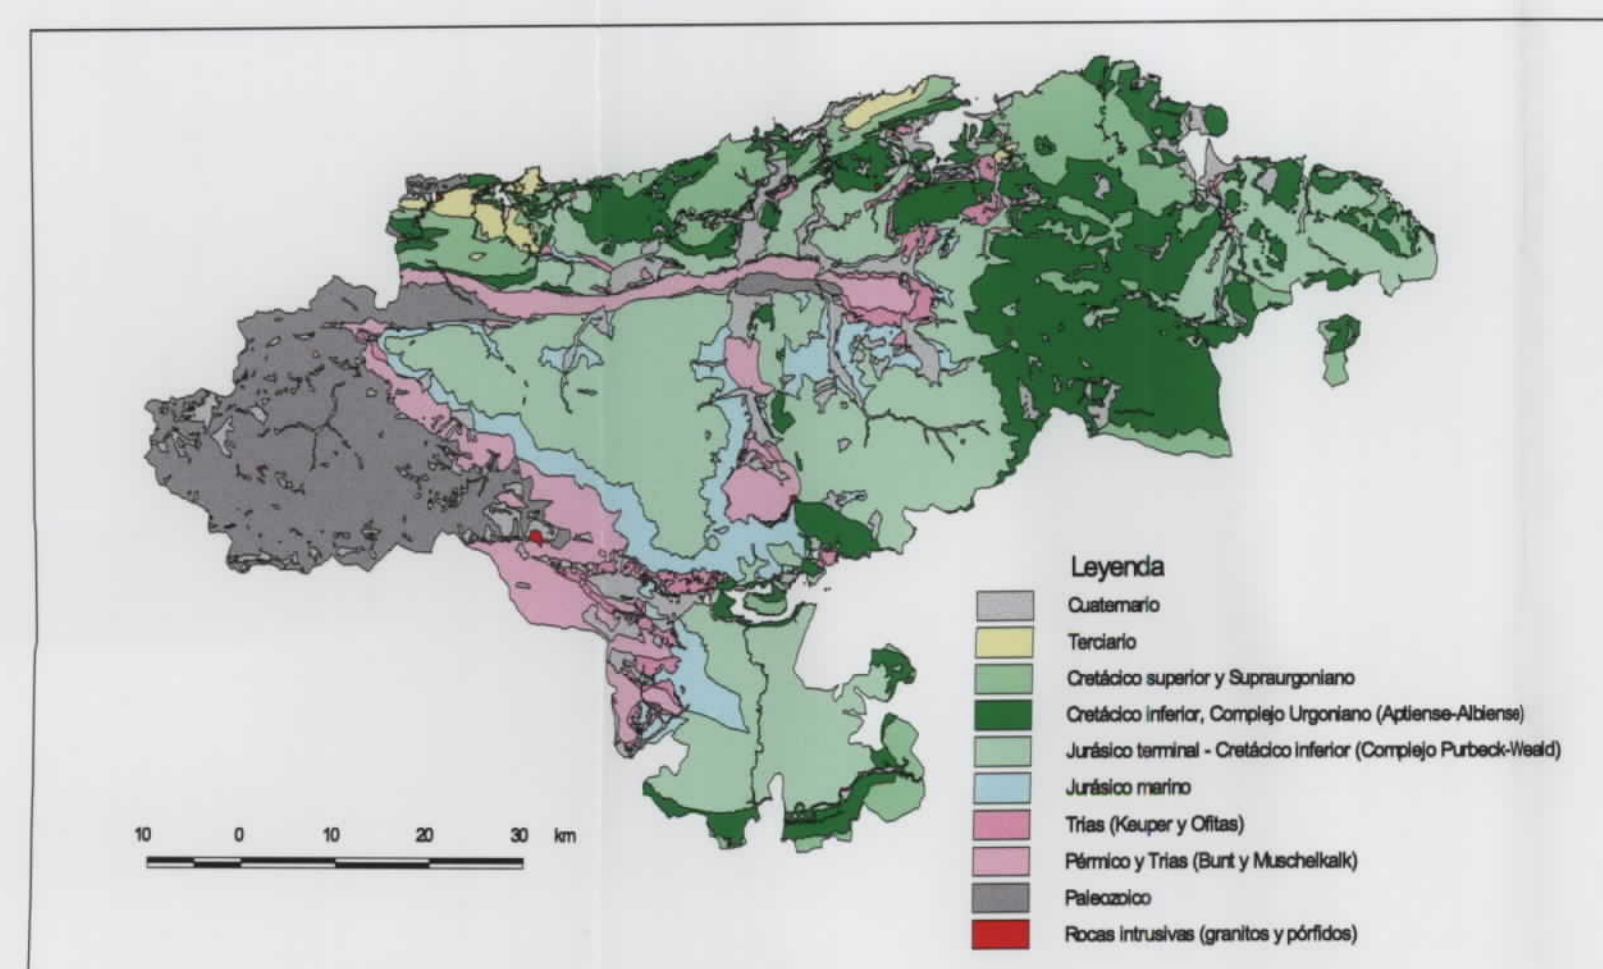 Leyenda
Cuaternario
Terciario
Cretácico superior y Supraurgoniano
Cretácico inferior, Complejo Urgoniano (Aptiense-Albiense)
Jurásico terminal - Cretácico inferior (Complejo Purbeck-Weald)
Jurásico marino
Trias (Keuper y Ofitas)
Pérmico y Trias (Bunt y Muschelkalk)
Paleozoico
Rocas intrusivas (granitos y pórfidos)
10 0 10 20 30 km